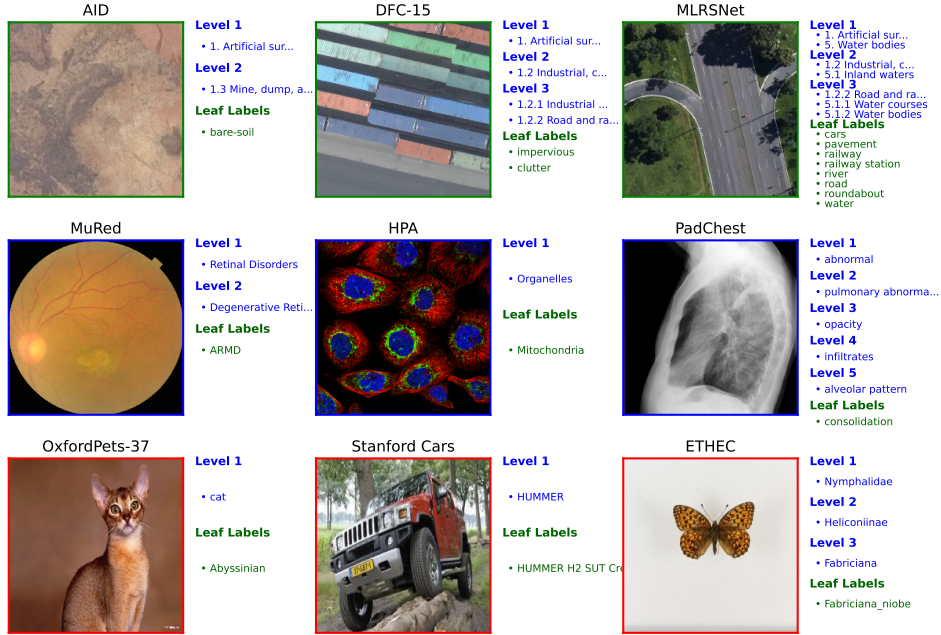 AID
Level 1
• 1. Artificial sur...
Level 2
• 1.3 Mine, dump, a...
Leaf Labels
• bare-soil
DFC-15
Level 1
• 1. Artificial sur...
Level 2
• 1.2 Industrial, c...
Level 3
• 1.2.1 Industrial ...
• 1.2.2 Road and ra...
Leaf Labels
• impervious
• clutter
MLRSNet
Level 1
• 1. Artificial sur...
• 5. Water bodies
Level 2
• 1.2 Industrial, c...
• 5.1 Inland waters
Level 3
• 1.2.2 Road and ra...
• 5.1.1 Water courses
• 5.1.2 Water bodies
Leaf Labels
• cars
• pavement
• railway
• railway station
• river
• road
• roundabout
• water
MuRed
Level 1
• Retinal Disorders
Level 2
• Degenerative Reti...
Leaf Labels
• ARMD
HPA
Level 1
• Organelles
Leaf Labels
• Mitochondria
PadChest
Level 1
• abnormal
Level 2
• pulmonary abnorma...
Level 3
• opacity
Level 4
• infiltrates
Level 5
• alveolar pattern
Leaf Labels
• consolidation
OxfordPets-37
Level 1
• cat
Leaf Labels
• Abyssinian
Stanford Cars
Level 1
• HUMMER
Leaf Labels
• HUMMER H2 SUT Cr
ETHEC
Level 1
• Nymphalidae
Level 2
• Heliconiinae
Level 3
• Fabriciana
Leaf Labels
• Fabriciana_niobe